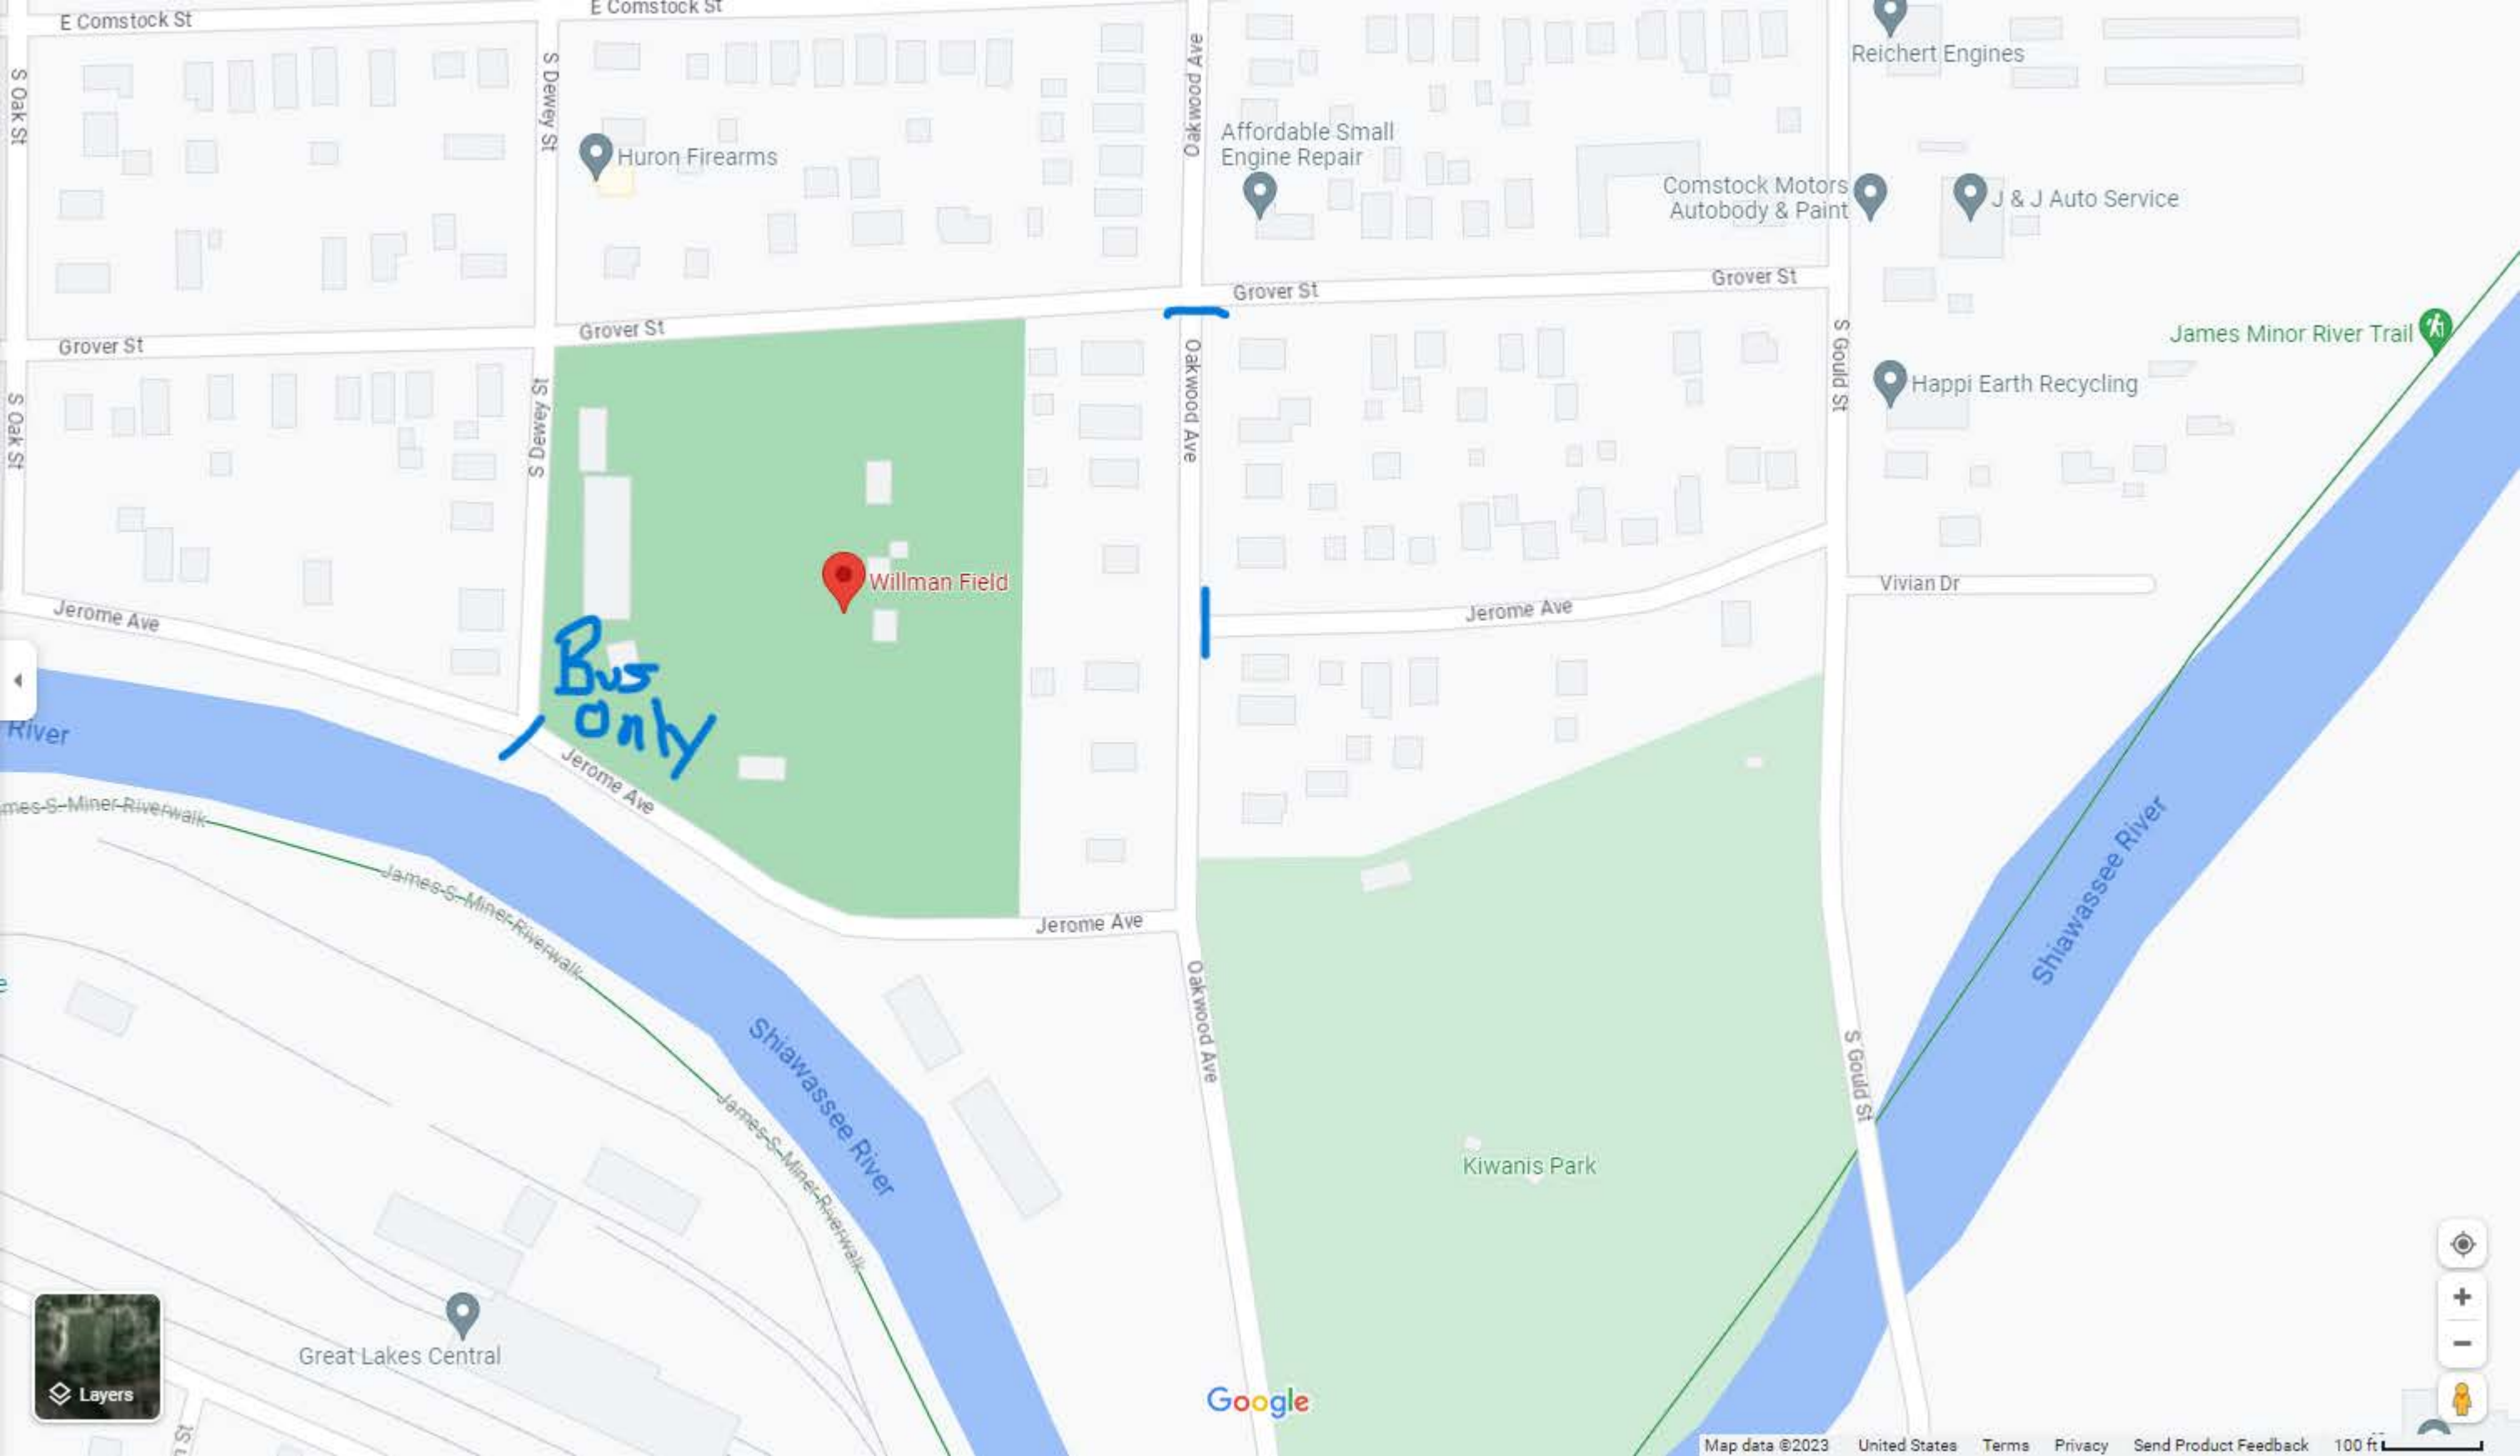 E Comstock St
E Comstock St
S Oak St
S Dewey St
Oakwood Ave
Reichert Engines
Huron Firearms
Affordable Small
Engine Repair
Comstock Motors
Autobody & Paint
J & J Auto Service
Grover St
Grover St
Grover St
Grover St
S Oak St
S Dewey St
Oakwood Ave
S Gould St
James Minor River Trail
Happi Earth Recycling
Willman Field
Vivian Dr
Jerome Ave
Jerome Ave
Bus
only
River
Jerome Ave
mes S. Miner Riverwalk
James S. Miner Riverwalk
Jerome Ave
Shiawassee River
Oakwood Ave
Shiawassee River
James S. Miner Riverwalk
S Gould St
Kiwanis Park
Great Lakes Central
Layers
Google
Map data ©2023 United States Terms Privacy Send Product Feedback 100 ft